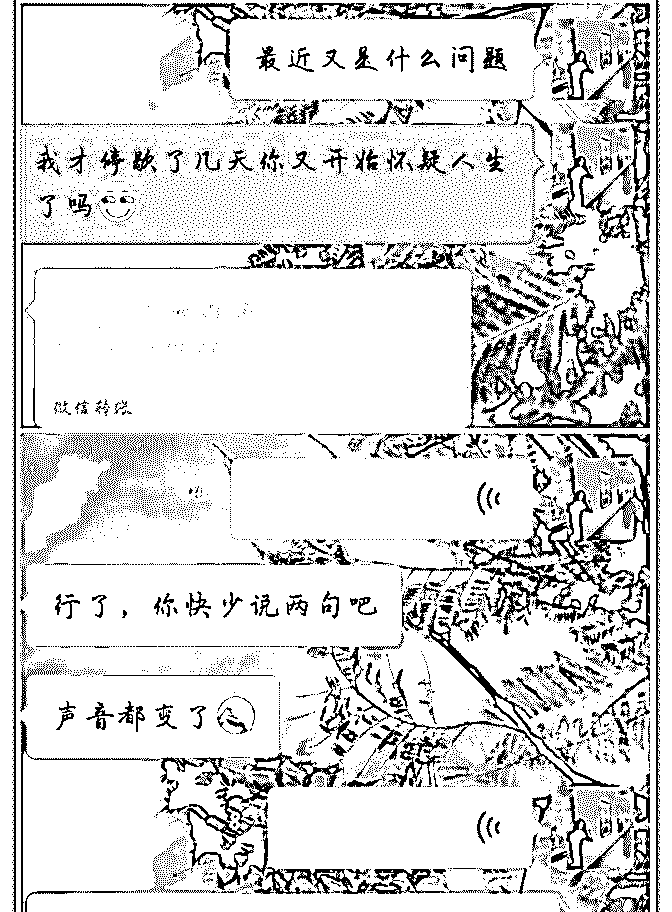 最近又是什么问题
我才停歇了几天你又开始怀疑人生
了吗
微信转账
行了，你快少说两句吧
声音都变了